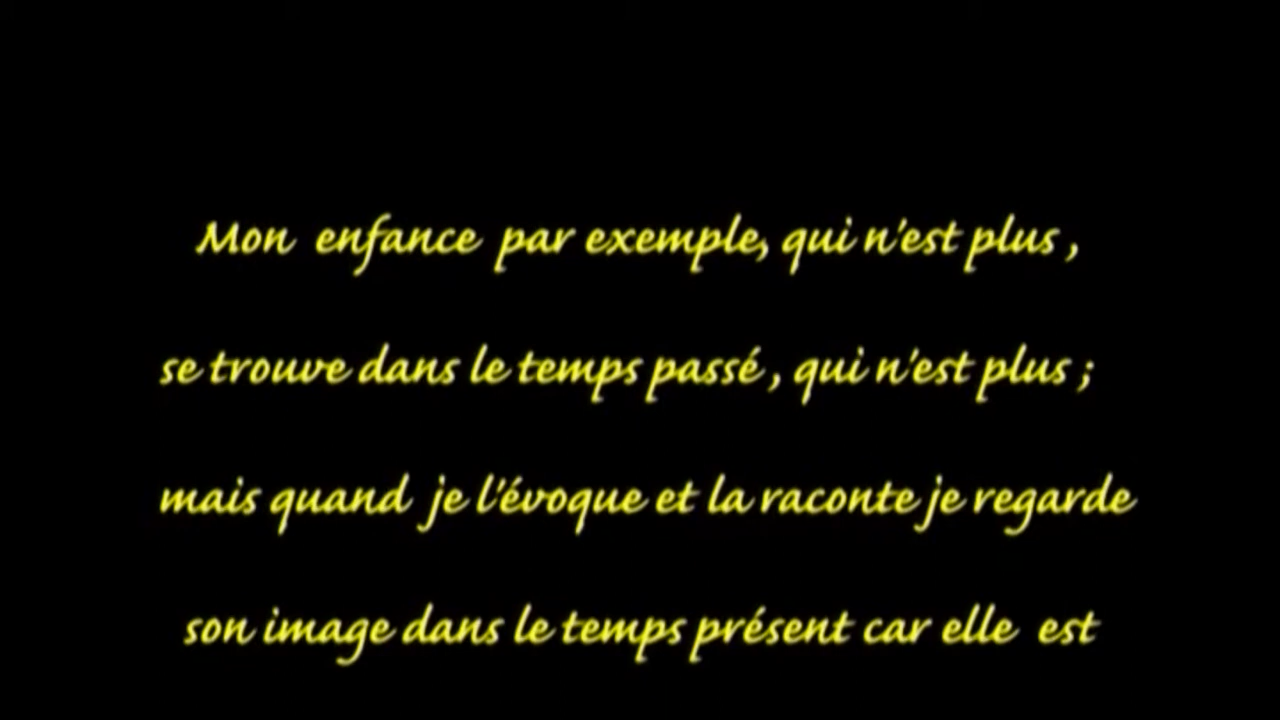 Mon enfance par exemple, qui n'est plus ,
se trouve dans le temps passé , qui n'est plus ;
mais quand je l'évoque et la raconte je regarde
son image dans le temps présent car elle est